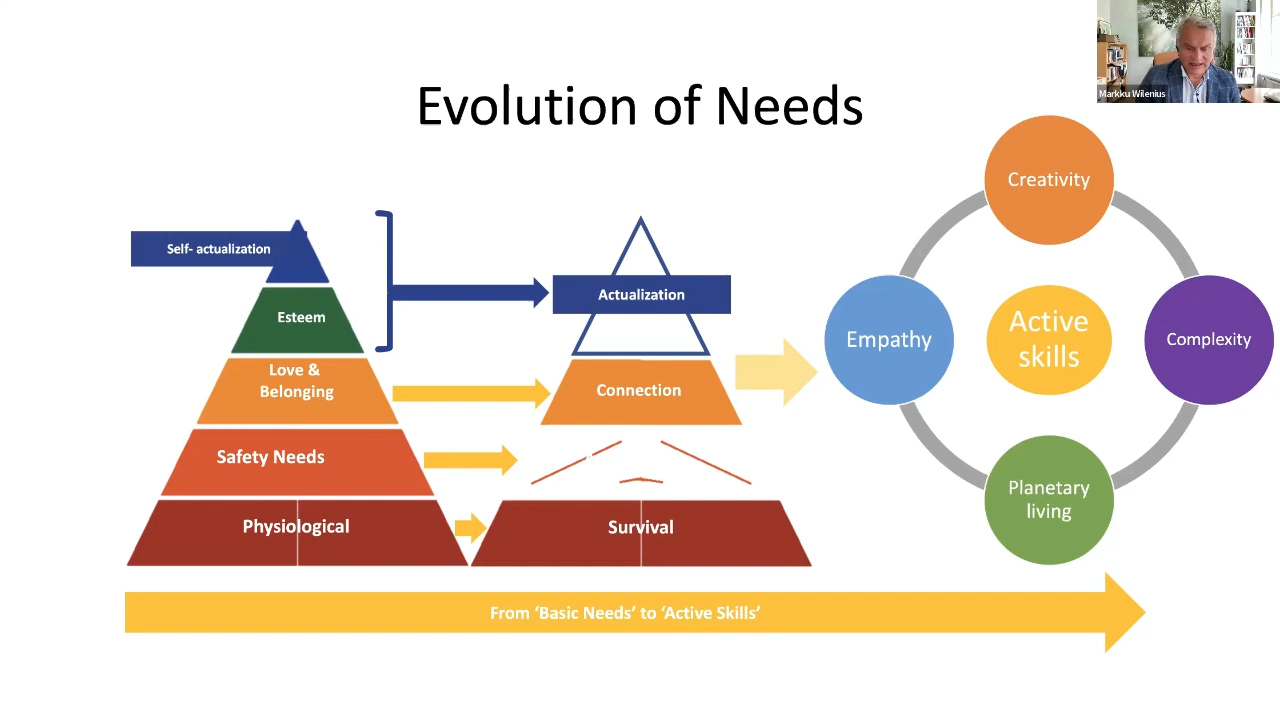 Markku Wilenius
Evolution of Needs
Self- actualization
Esteem
Love &
Belonging
Safety Needs
Physiological
Actualization
Connection
Survival
Creativity
Empathy
Active
skills
Complexity
Planetary
living
From ‘Basic Needs’ to ‘Active Skills’